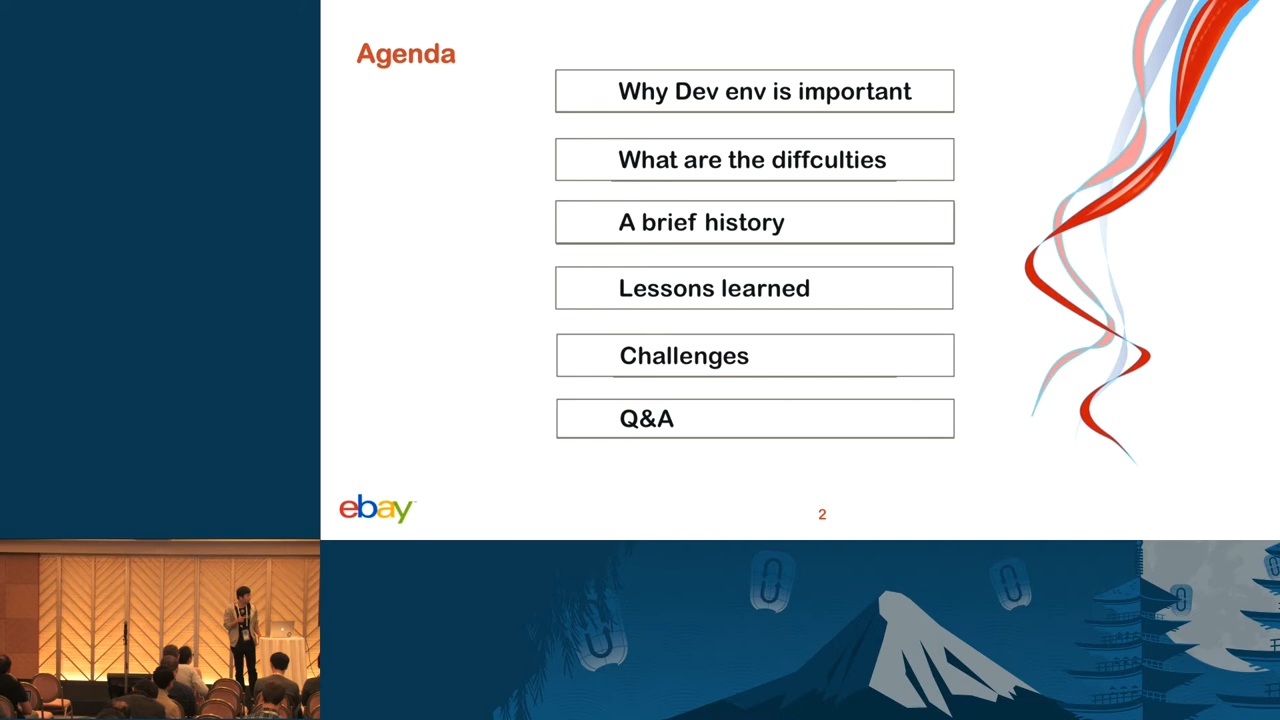 Agenda
Why Dev env is important
What are the diffculties
A brief history
Lessons learned
Challenges
Q&A
ebay
2